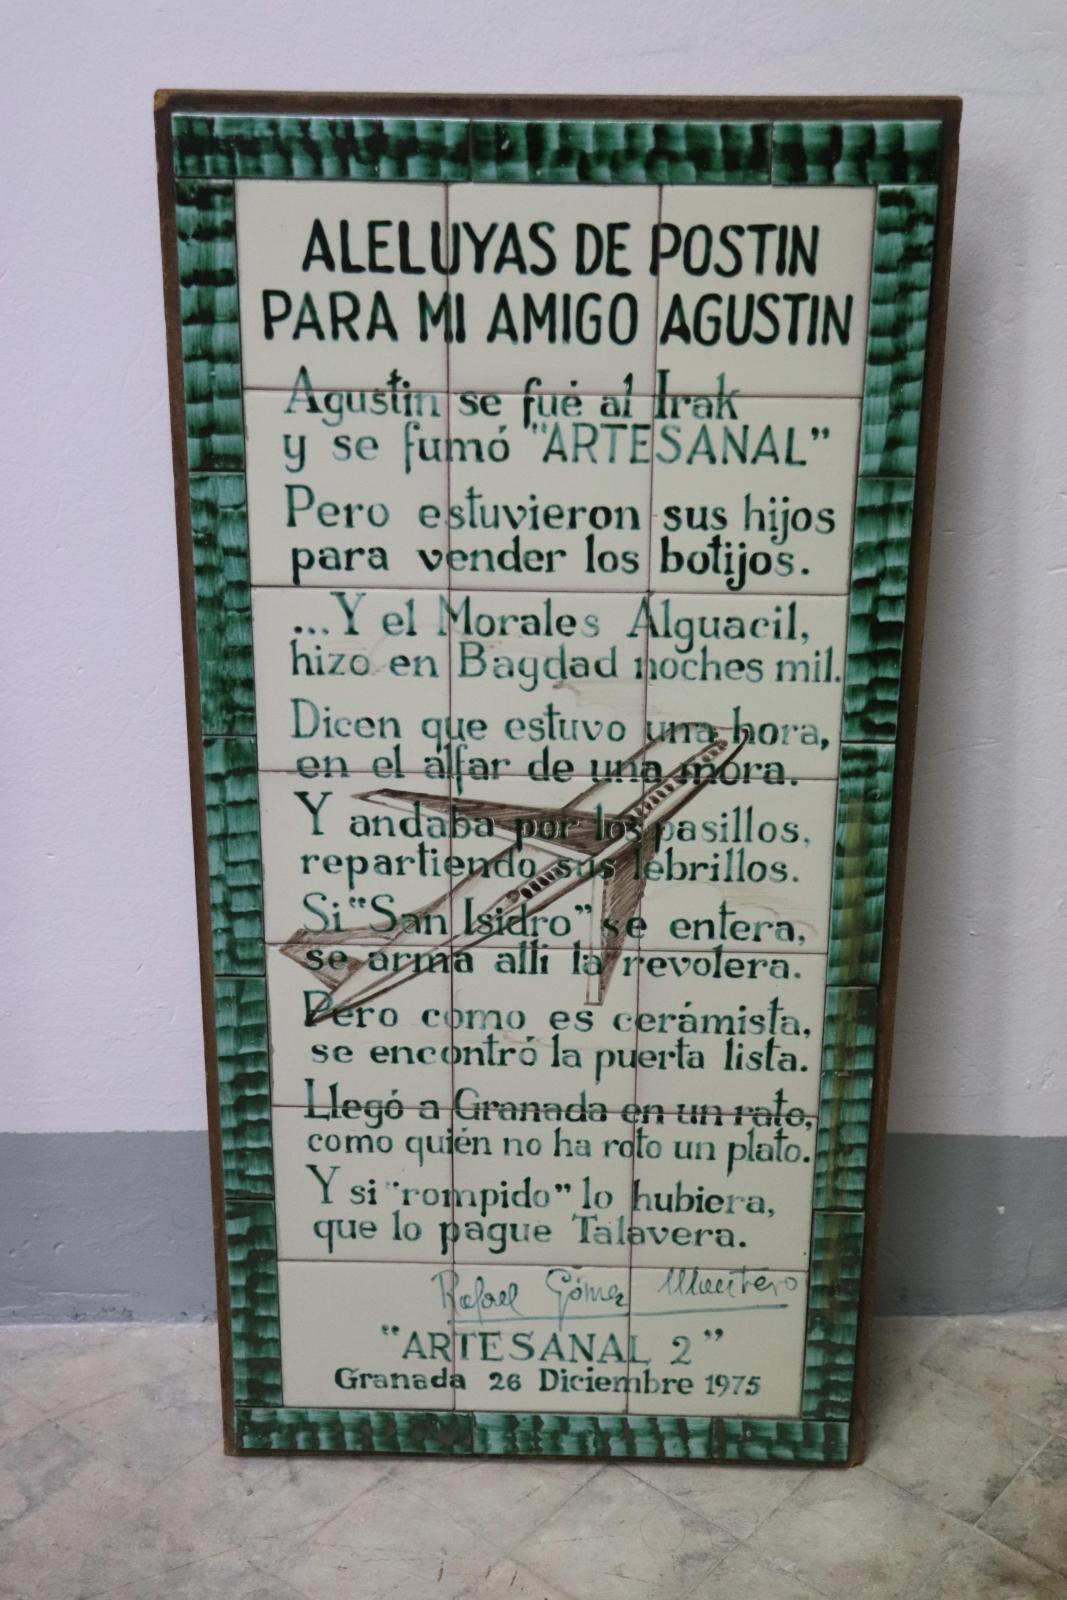 ALELUYAS DE POSTIN
PARA MI AMIGO AGUSTIN
Agustin se fué al Irak
y se fumó "ARTESANAL"
Pero estuvieron sus hijos
para vender los botijos.
...Y el Morales Alguacil,
hizo en Bagdad noches mil.
Dicen que estuvo una hora,
en el alfar de una mora.
Y andaba por los pasillos,
repartiendo sus lebrillos.
Si "San Isidro" se entera,
se arma alli la revolera.
Pero como es cerámista,
se encontró la puerta lista.
Llegó a Granada en un rato,
como quién no ha roto un plato.
Y si "rompido" lo hubiera,
que lo pague Talavera.
Rafael Gómez Montero
"ARTESANAL 2"
Granada 26 Diciembre 1975